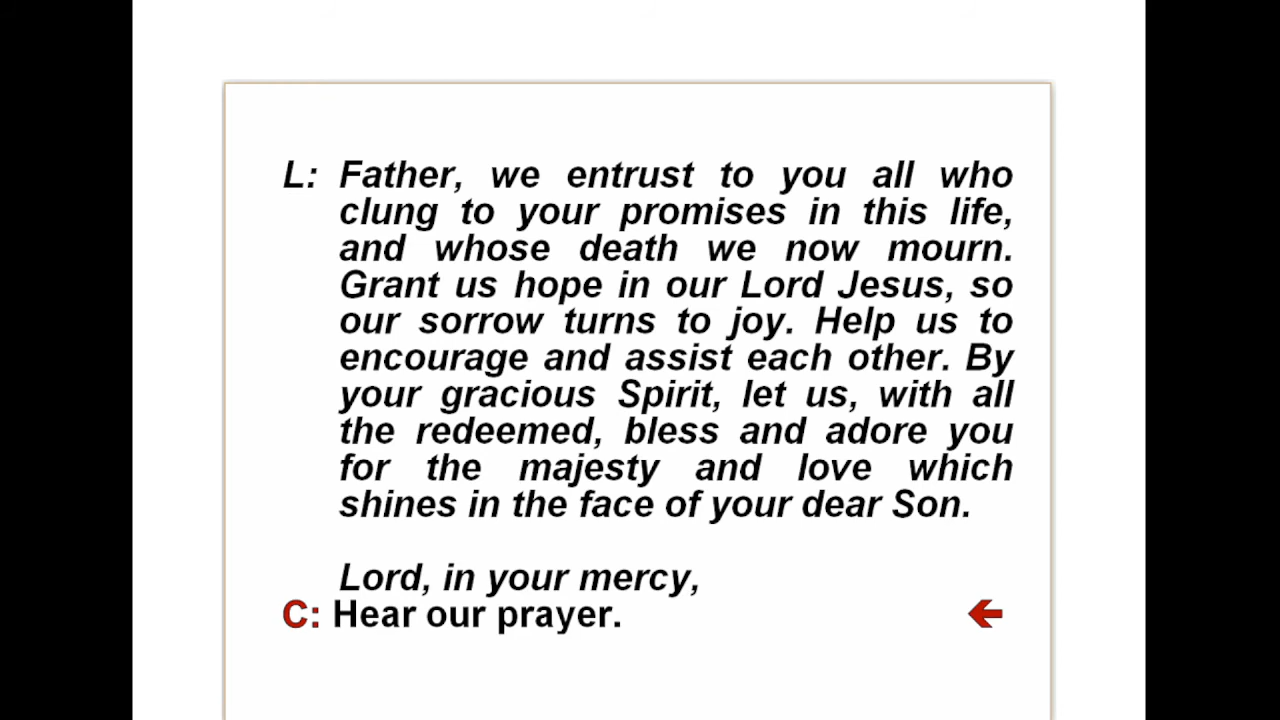 L: Father, we entrust to you all who
clung to your promises in this life,
and whose death we now mourn.
Grant us hope in our Lord Jesus, so
our sorrow turns to joy. Help us to
encourage and assist each other. By
your gracious Spirit, let us, with all
the redeemed, bless and adore you
for the majesty and love which
shines in the face of your dear Son.
Lord, in your mercy,
C: Hear our prayer.